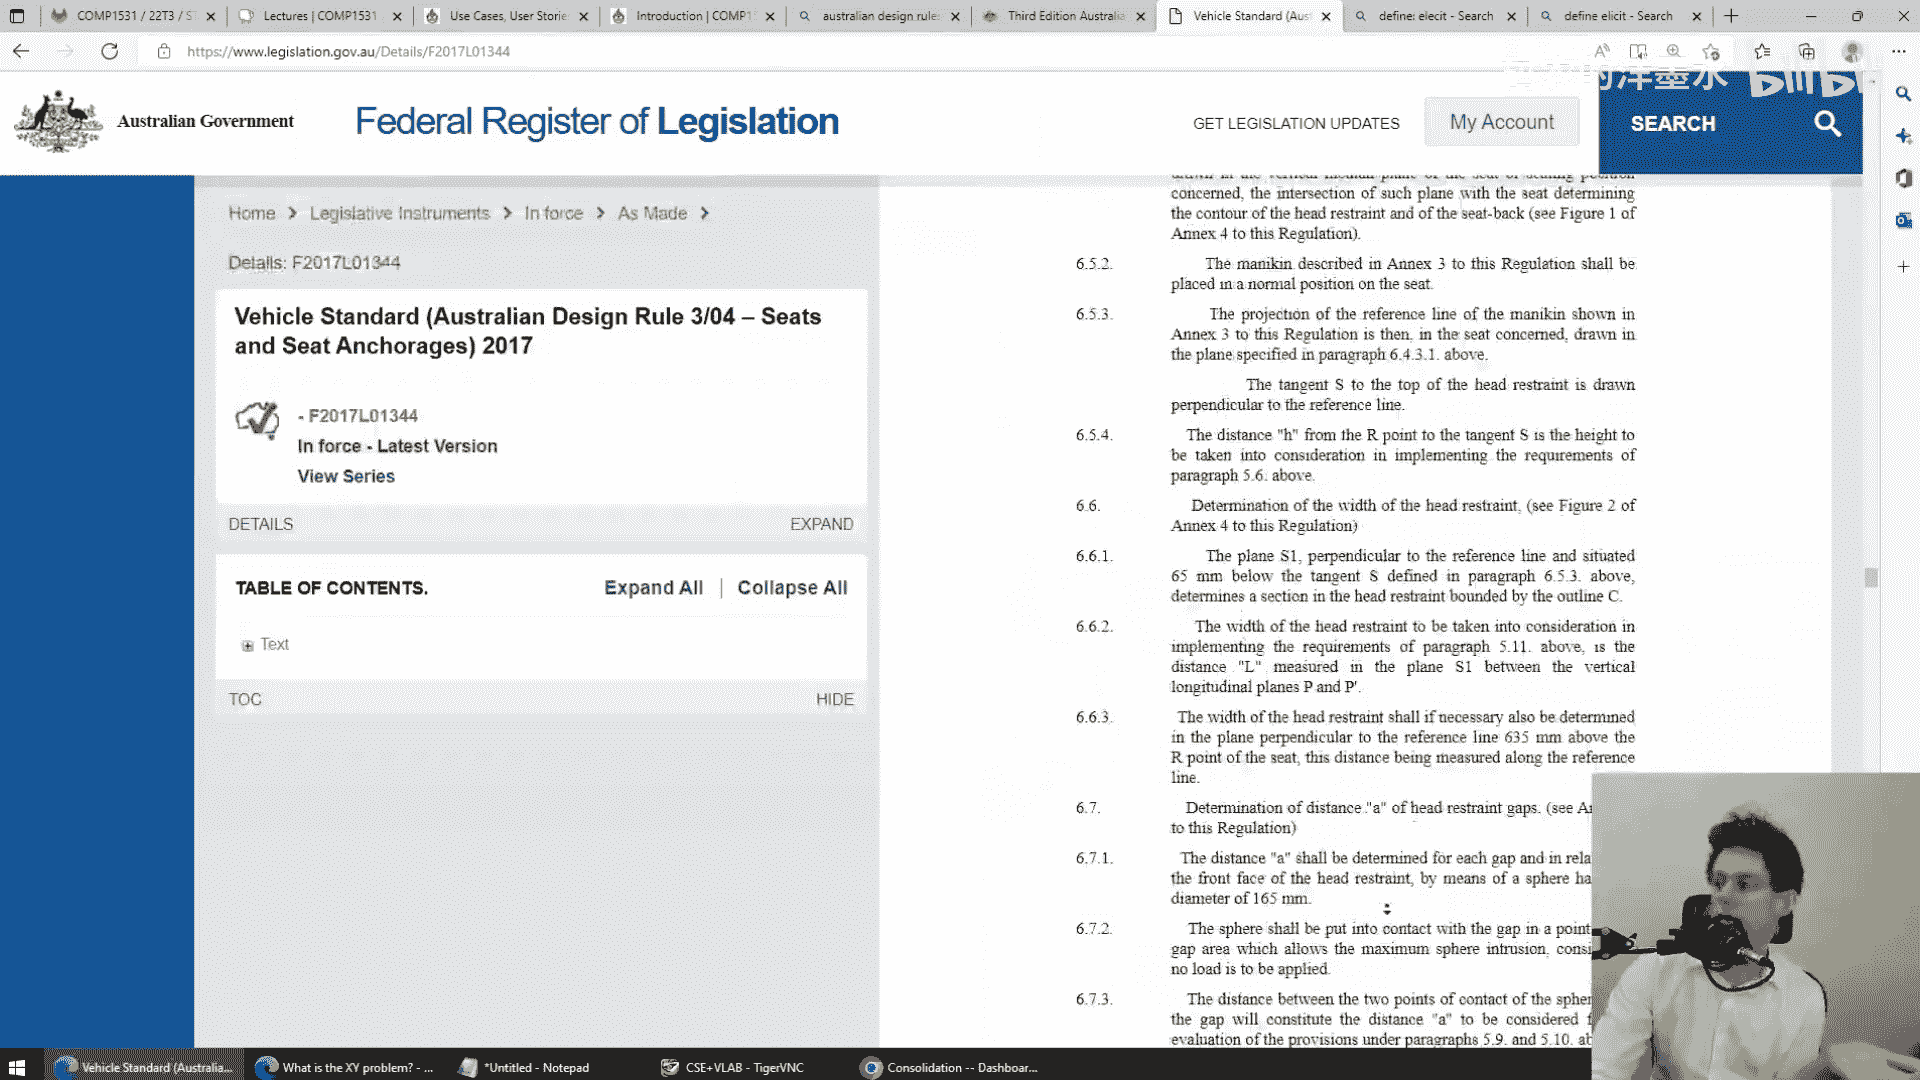 COMP1531 / 22T3 / S
Lectures | COMP1531
Use Cases, User Storie
Introduction | COMP1
australian design rule
Third Edition Australia
Vehicle Standard (Aus
define: elecit - Search
define elicit - Search
https://www.legislation.gov.au/Details/F2017L01344
的洋墨水
Australian Government
Federal Register of Legislation
GET LEGISLATION UPDATES
My Account
SEARCH
Home > Legislative Instruments > In force > As Made >
Details: F2017L01344
Vehicle Standard (Australian Design Rule 3/04 – Seats
and Seat Anchorages) 2017
- F2017L01344
In force - Latest Version
View Series
DETAILS
EXPAND
TABLE OF CONTENTS.
Expand All | Collapse All
Text
TOC
HIDE
concerned, the intersection of such plane with the seat determining
the contour of the head restraint and of the seat-back (see Figure 1 of
Annex 4 to this Regulation).
6.5.2. The manikin described in Annex 3 to this Regulation shall be
placed in a normal position on the seat.
6.5.3. The projection of the reference line of the manikin shown in
Annex 3 to this Regulation is then, in the seat concerned, drawn in
the plane specified in paragraph 6.4.3.1. above.
The tangent S to the top of the head restraint is drawn
perpendicular to the reference line.
6.5.4. The distance "h" from the R point to the tangent S is the height to
be taken into consideration in implementing the requirements of
paragraph 5.6. above.
6.6. Determination of the width of the head restraint, (see Figure 2 of
Annex 4 to this Regulation)
6.6.1. The plane S1, perpendicular to the reference line and situated
65 mm below the tangent S defined in paragraph 6.5.3. above,
determines a section in the head restraint bounded by the outline C.
6.6.2. The width of the head restraint to be taken into consideration in
implementing the requirements of paragraph 5.11. above, is the
distance "L" measured in the plane S1 between the vertical
longitudinal planes P and P'.
6.6.3. The width of the head restraint shall if necessary also be determined
in the plane perpendicular to the reference line 635 mm above the
R point of the seat, this distance being measured along the reference
line.
6.7. Determination of distance "a" of head restraint gaps. (see A
to this Regulation)
6.7.1. The distance "a" shall be determined for each gap and in rela
the front face of the head restraint, by means of a sphere ha
diameter of 165 mm.
6.7.2. The sphere shall be put into contact with the gap in a point
gap area which allows the maximum sphere intrusion, consi
no load is to be applied.
6.7.3. The distance between the two points of contact of the spher
the gap will constitute the distance "a" to be considered f
evaluation of the provisions under paragraphs 5.9. and 5.10. ab
Vehicle Standard (Australia...
What is the XY problem? - ...
*Untitled - Notepad
CSE+VLAB - TigerVNC
Consolidation -- Dashboar...